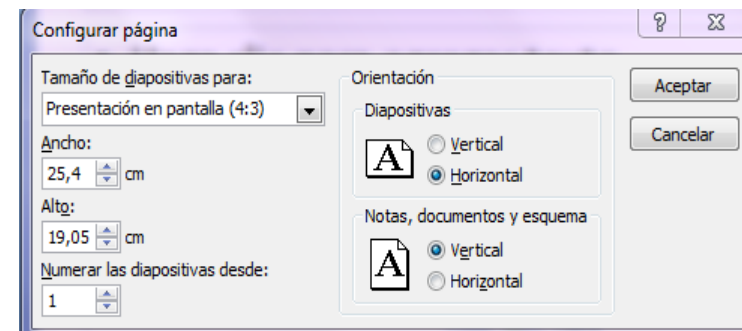 Configurar página
Tamaño de diapositivas para:
Presentación en pantalla (4:3)
Ancho:
25,4 cm
Alto:
19,05 cm
Numerar las diapositivas desde:
1
Orientación
Diapositivas
A
Vertical
Horizontal
Notas, documentos y esquema
A
Vertical
Horizontal
Aceptar
Cancelar